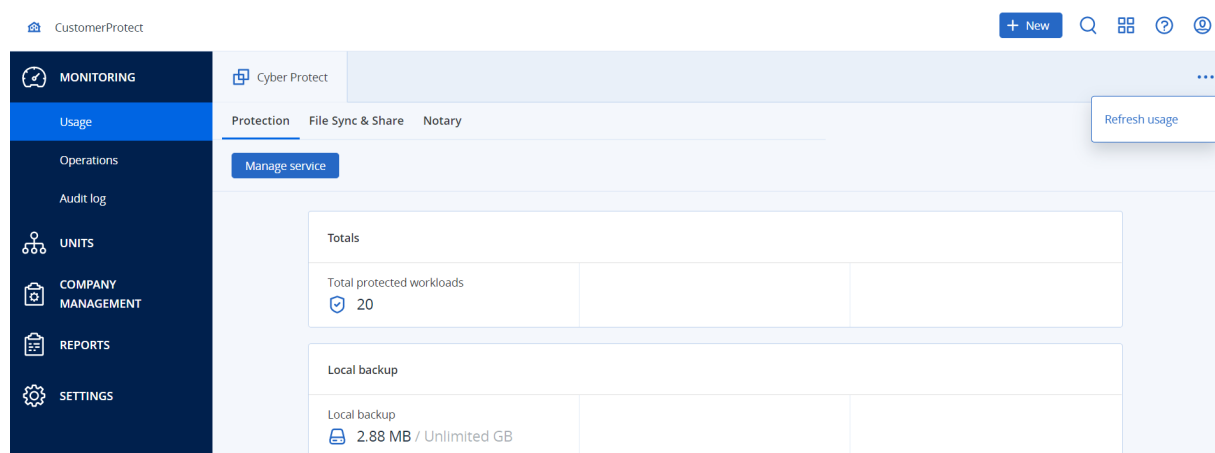 CustomerProtect
+ New
MONITORING
Usage
Operations
Audit log
UNITS
COMPANY
MANAGEMENT
REPORTS
SETTINGS
Cyber Protect
Refresh usage
Protection File Sync & Share Notary
Manage service
Totals
Total protected workloads
20
Local backup
Local backup
2.88 MB / Unlimited GB